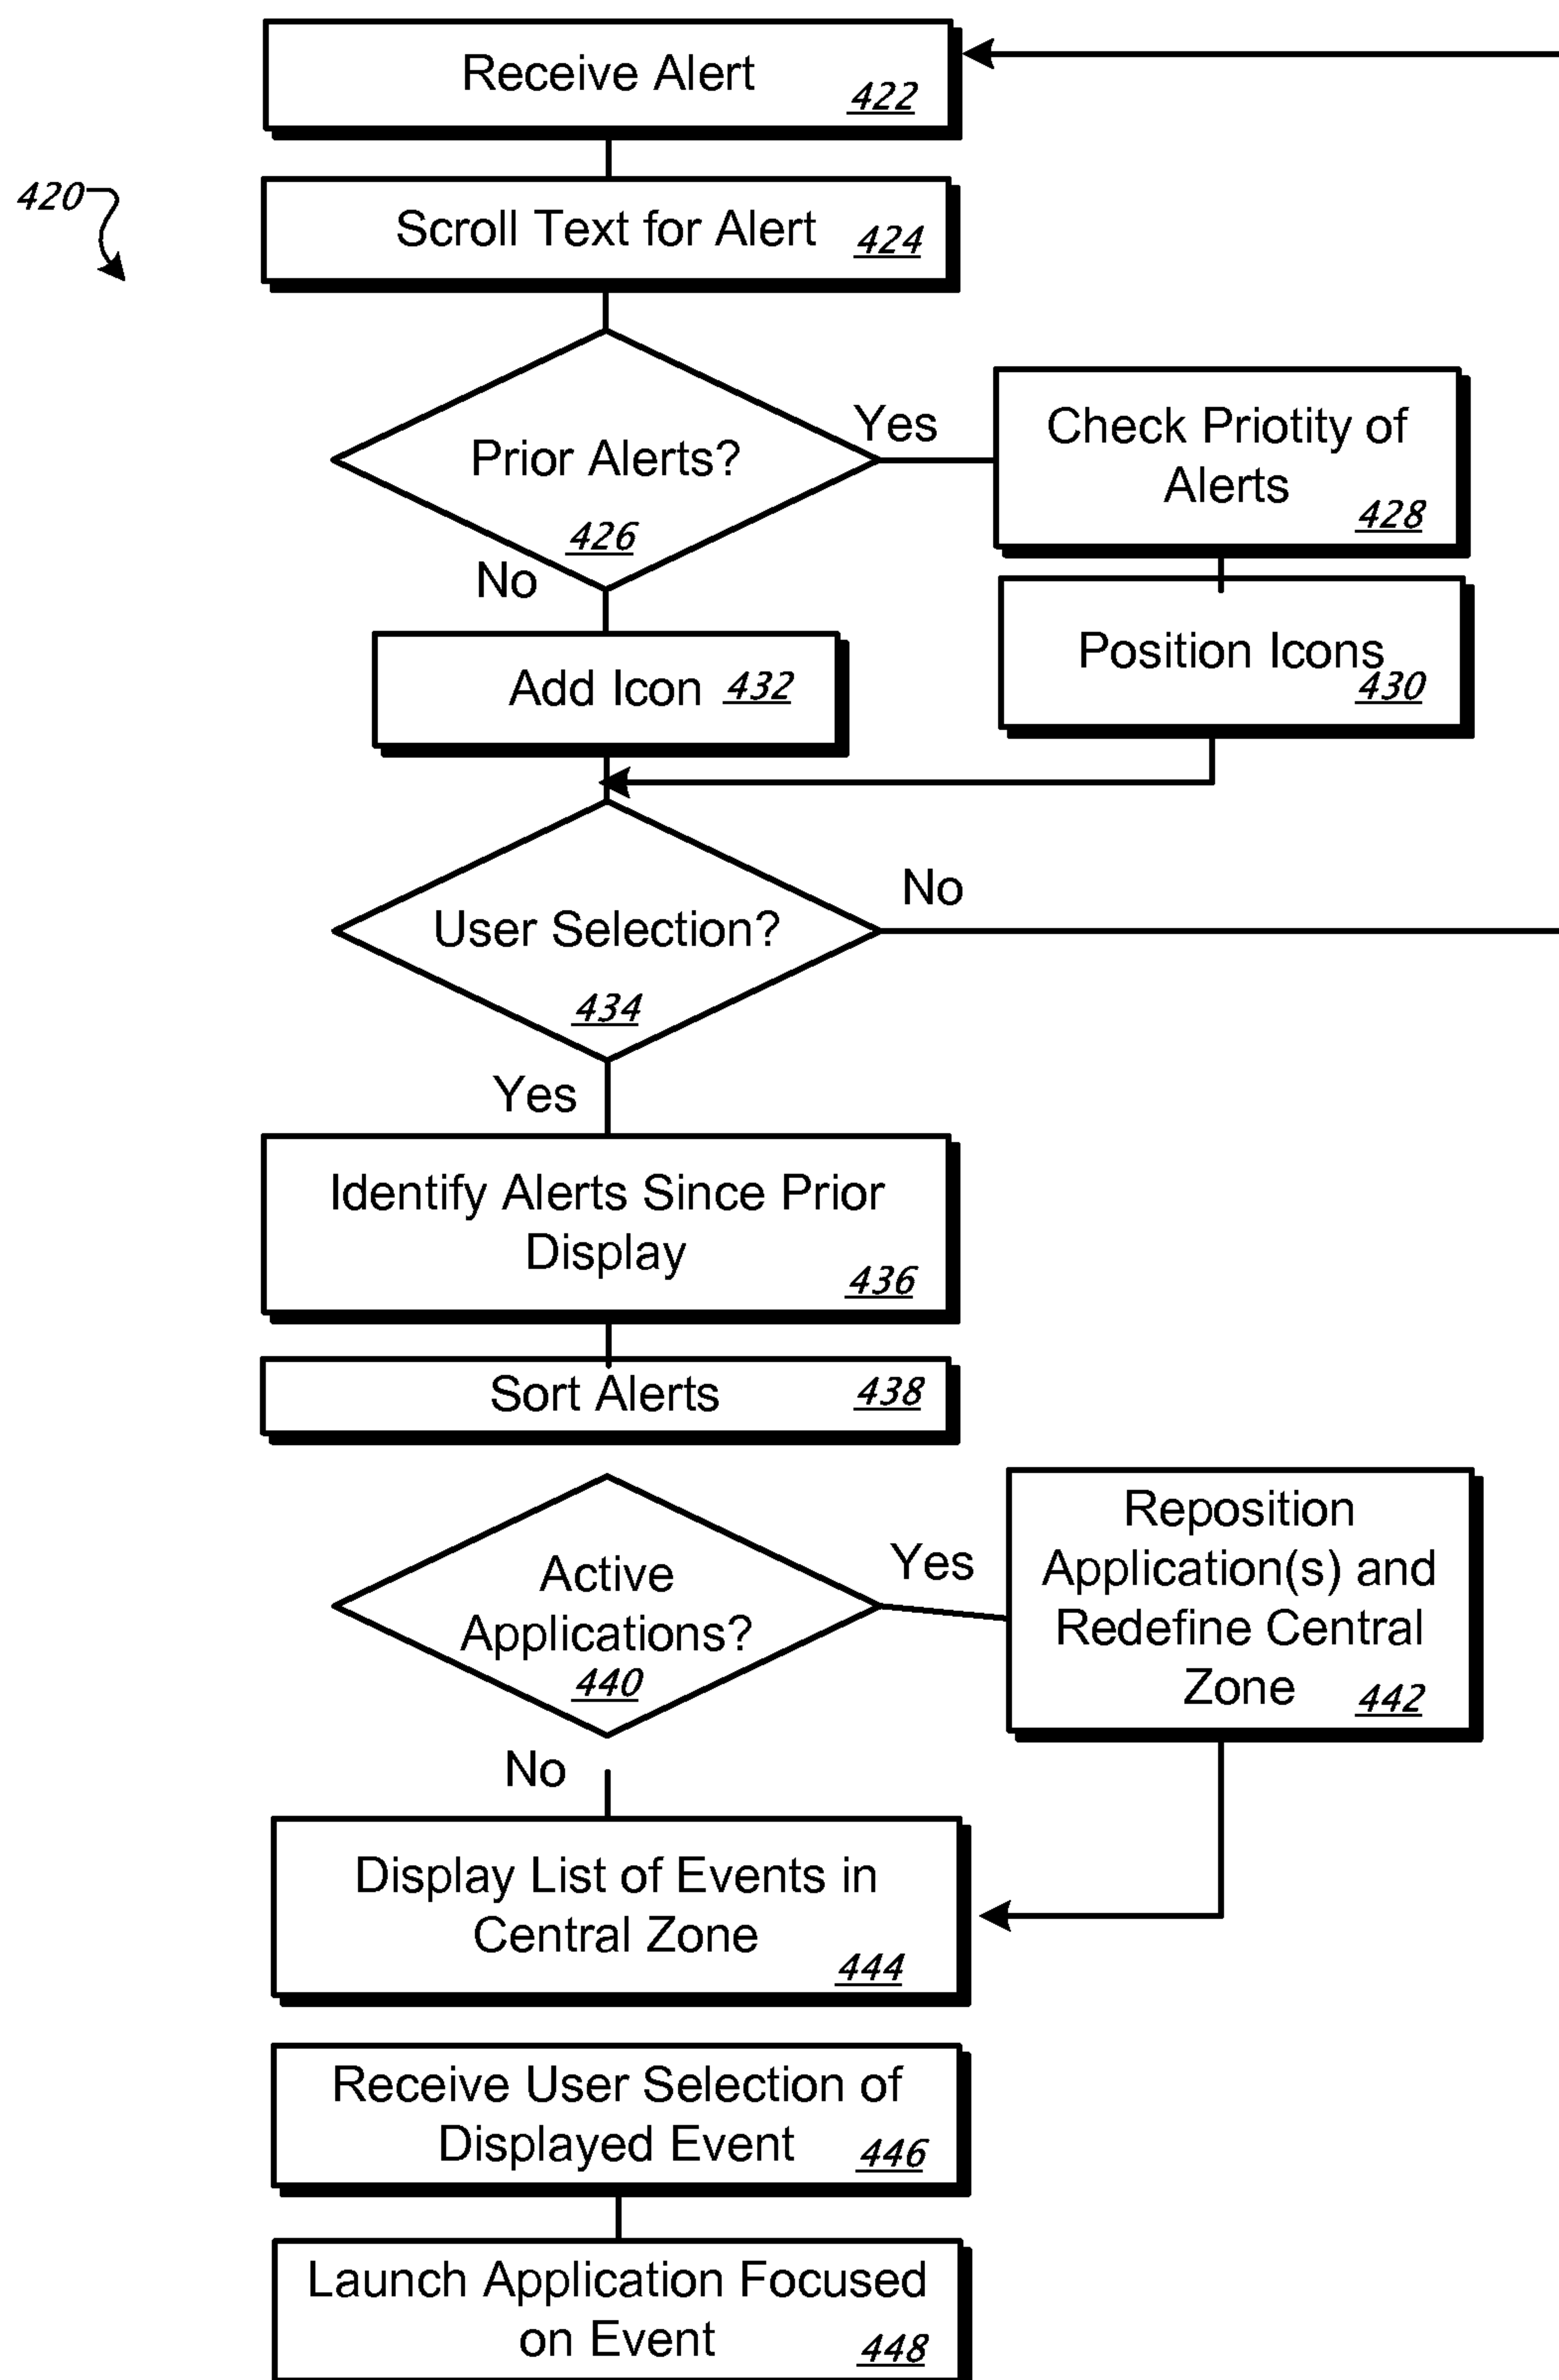 Receive Alert
422
420
Scroll Text for Alert
424
Prior Alerts?
426
Yes
Check Priotity of
Alerts
428
No
Position Icons
430
Add Icon
432
User Selection?
434
No
Yes
Identify Alerts Since Prior
Display
436
Sort Alerts
438
Active
Applications?
440
Yes
Reposition
Application(s) and
Redefine Central
Zone
442
No
Display List of Events in
Central Zone
444
Receive User Selection of
Displayed Event
446
Launch Application Focused
on Event
448